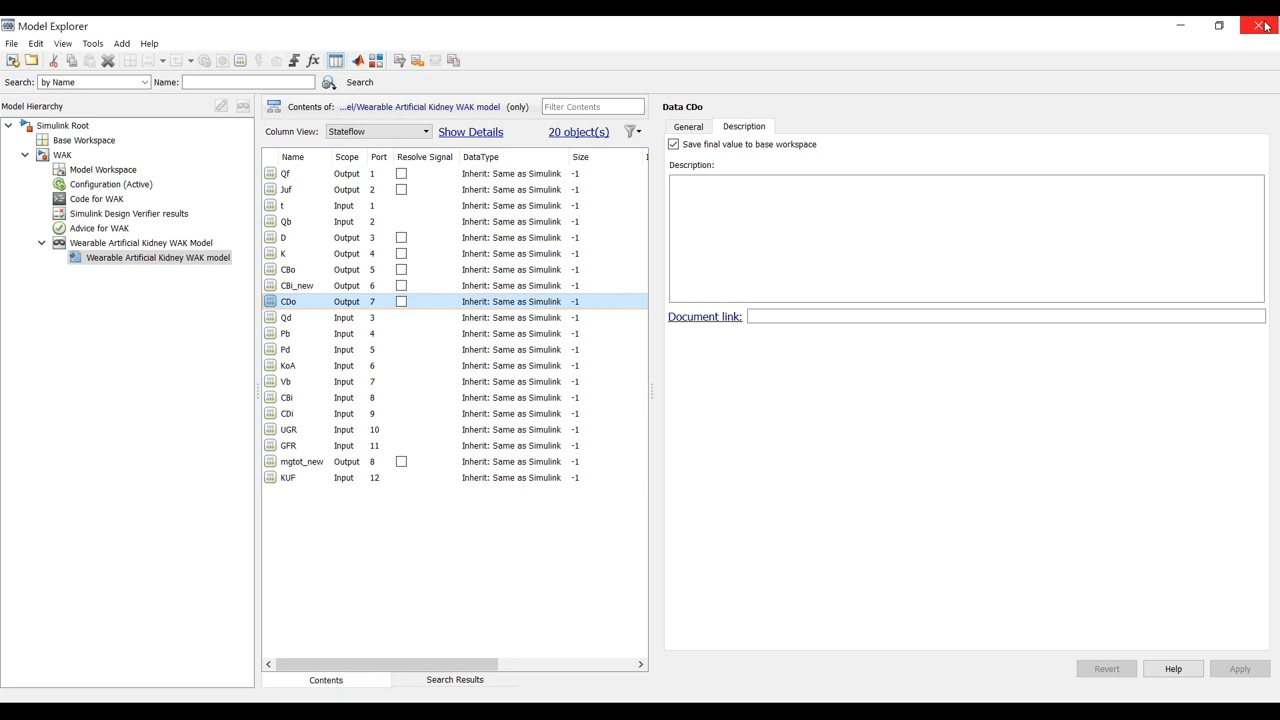 Model Explorer
File Edit View Tools Add Help
Search: by Name Name: Search
Model Hierarchy
Simulink Root
Base Workspace
WAK
Model Workspace
Configuration (Active)
Code for WAK
Simulink Design Verifier results
Advice for WAK
Wearable Artificial Kidney WAK Model
Wearable Artificial Kidney WAK model
Contents of: ...el/Wearable Artificial Kidney WAK model (only) Filter Contents
Column View: Stateflow Show Details 20 object(s)
Name Scope Port Resolve Signal DataType Size
Qf Output 1 Inherit: Same as Simulink -1
Juf Output 2 Inherit: Same as Simulink -1
t Input 1 Inherit: Same as Simulink -1
Qb Input 2 Inherit: Same as Simulink -1
D Output 3 Inherit: Same as Simulink -1
K Output 4 Inherit: Same as Simulink -1
CBo Output 5 Inherit: Same as Simulink -1
CBi_new Output 6 Inherit: Same as Simulink -1
CDo Output 7 Inherit: Same as Simulink -1
Qd Input 3 Inherit: Same as Simulink -1
Pb Input 4 Inherit: Same as Simulink -1
Pd Input 5 Inherit: Same as Simulink -1
KoA Input 6 Inherit: Same as Simulink -1
Vb Input 7 Inherit: Same as Simulink -1
CBi Input 8 Inherit: Same as Simulink -1
CDi Input 9 Inherit: Same as Simulink -1
UGR Input 10 Inherit: Same as Simulink -1
GFR Input 11 Inherit: Same as Simulink -1
mgtot_new Output 8 Inherit: Same as Simulink -1
KUF Input 12 Inherit: Same as Simulink -1
Contents Search Results
Data CDo
General Description
Save final value to base workspace
Description:
Document link:
Revert Help Apply